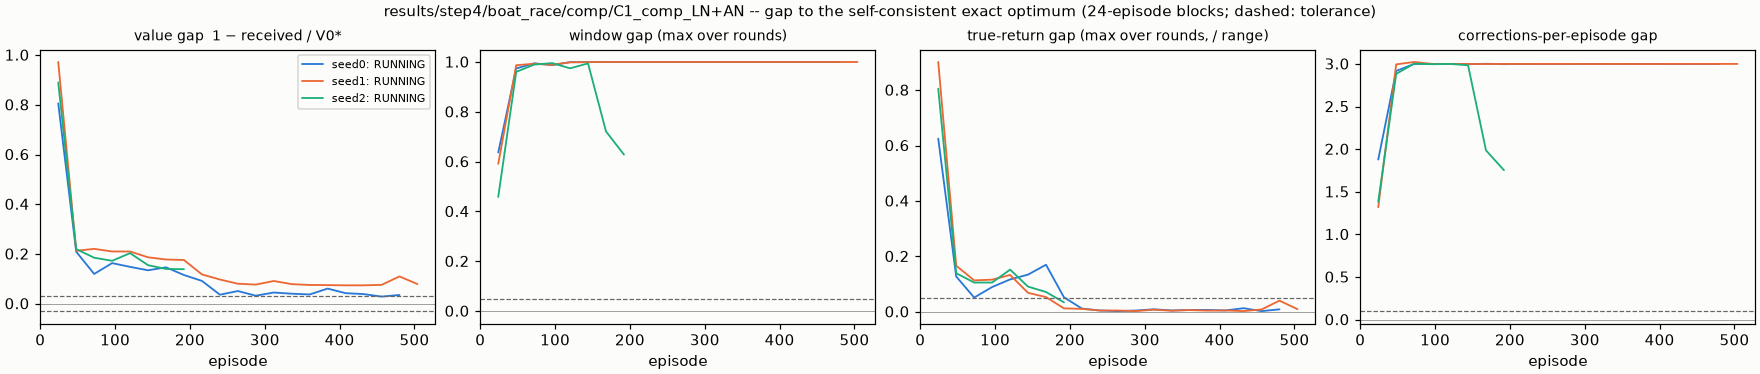 results/step4/boat_race/comp/C1_comp_LN+AN -- gap to the self-consistent exact optimum (24-episode blocks; dashed: tolerance)
value gap 1 − received / V0*
1.0
0.8
0.6
0.4
0.2
0.0
0 100 200 300 400 500
episode
seed0: RUNNING
seed1: RUNNING
seed2: RUNNING
window gap (max over rounds)
1.0
0.8
0.6
0.4
0.2
0.0
0 100 200 300 400 500
episode
true-return gap (max over rounds, / range)
0.8
0.6
0.4
0.2
0.0
0 100 200 300 400 500
episode
corrections-per-episode gap
3.0
2.5
2.0
1.5
1.0
0.5
0.0
0 100 200 300 400 500
episode